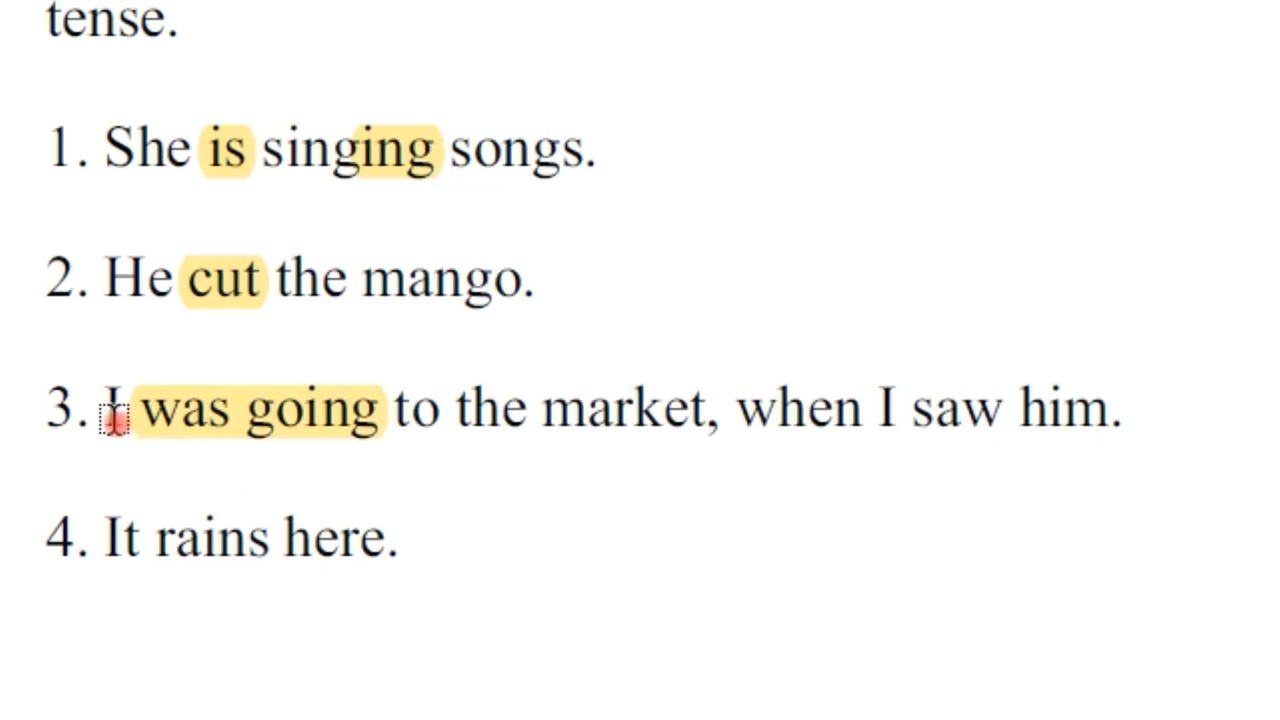 tense.
1. She is singing songs.
2. He cut the mango.
3. I was going to the market, when I saw him.
4. It rains here.